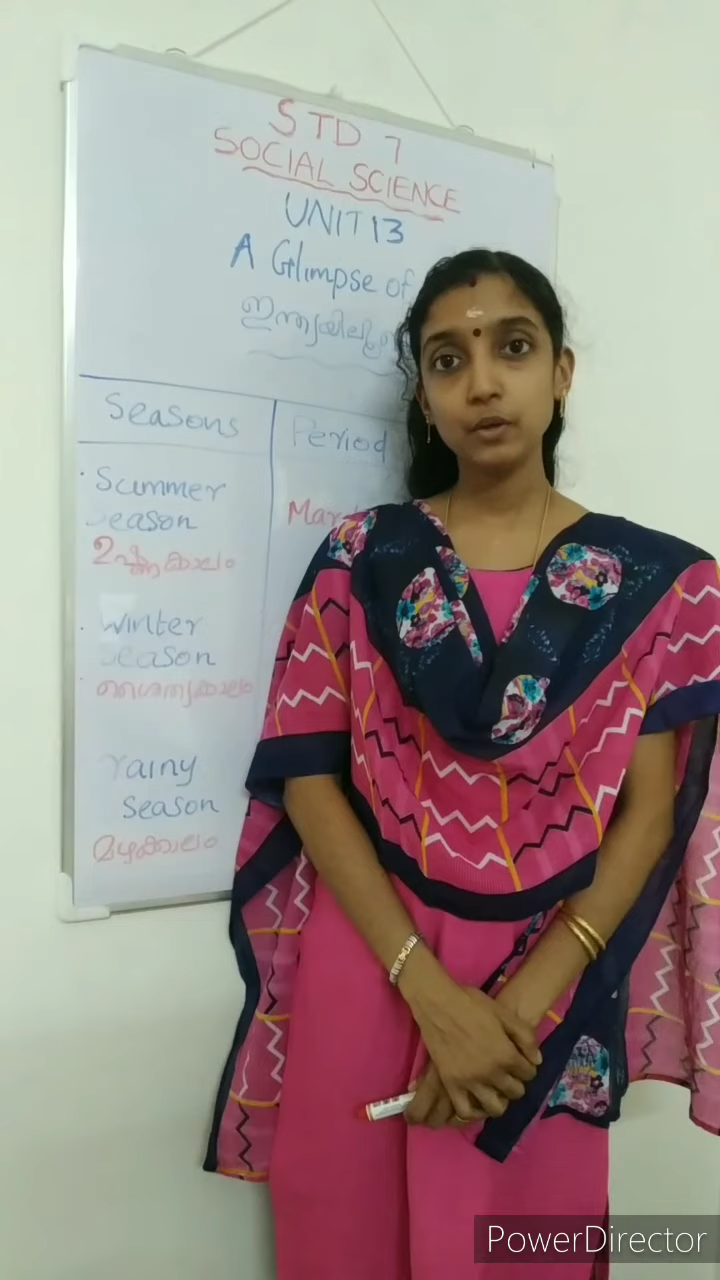 STD 7
SOCIAL SCIENCE
UNIT 13
A Glimpse of
Seasons
Period
Summer
season
ഉഷ്ണകാലം
Winter
season
ശൈത്യകാലം
rainy
season
മഴക്കാലം
PowerDirector